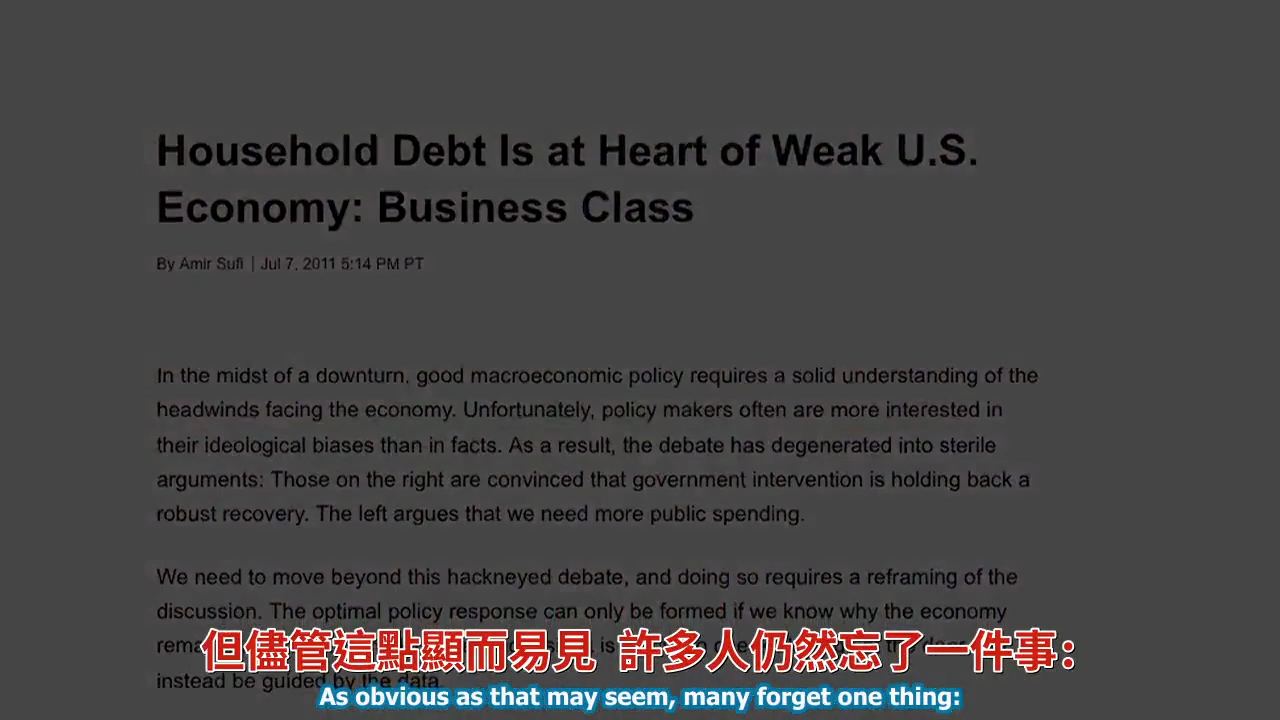 Household Debt Is at Heart of Weak U.S.
Economy: Business Class
By Amir Sufi | Jul 7, 2011 5:14 PM PT
In the midst of a downturn, good macroeconomic policy requires a solid understanding of the
headwinds facing the economy. Unfortunately, policy makers often are more interested in
their ideological biases than in facts. As a result, the debate has degenerated into sterile
arguments: Those on the right are convinced that government intervention is holding back a
robust recovery. The left argues that we need more public spending.
We need to move beyond this hackneyed debate, and doing so requires a reframing of the
discussion. The optimal policy response can only be formed if we know why the economy
但儘管這點顯而易見 許多人仍然忘了一件事:
instead be guided by the data.
As obvious as that may seem, many forget one thing: